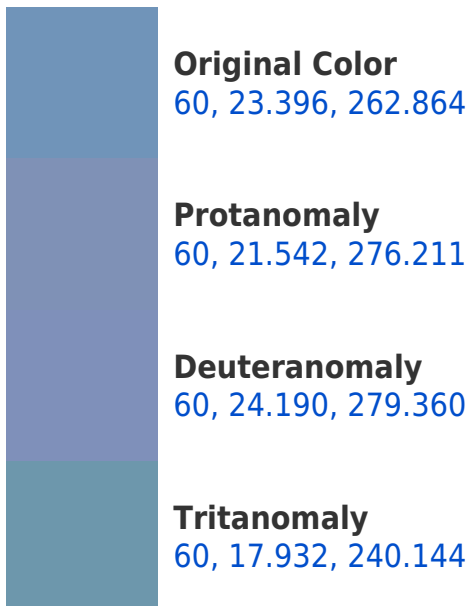 Original Color
60, 23.396, 262.864
Protanomaly
60, 21.542, 276.211
Deuteranomaly
60, 24.190, 279.360
Tritanomaly
60, 17.932, 240.144